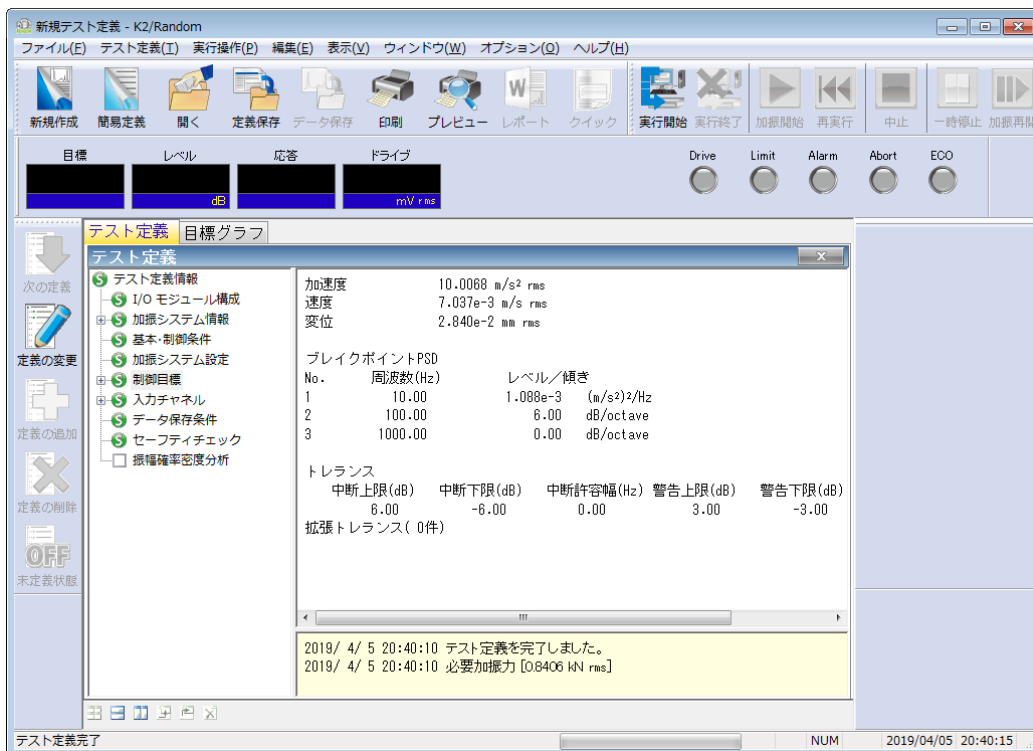 新規テスト定義 - K2/Random
ファイル(F) テスト定義(T) 実行操作(P) 編集(E) 表示(V) ウィンドウ(W) オプション(O) ヘルプ(H)
新規作成 簡易定義 開く 定義保存 データ保存 印刷 プレビュー レポート クイック 実行開始 実行終了 加振開始 再実行 中止 一時停止 加振再開
目標 レベル 応答 ドライブ Drive Limit Alarm Abort ECO
dB mV rms
テスト定義 目標グラフ
テスト定義
次の定義
定義の変更
定義の追加
定義の削除
OFF
未定義状態
テスト定義情報
I/O モジュール構成
加振システム情報
基本・制御条件
加振システム設定
制御目標
入力チャネル
データ保存条件
セーフティチェック
振幅確率密度分析
加速度 10.0068 m/s² rms
速度 7.037e-3 m/s rms
変位 2.840e-2 mm rms
ブレイクポイントPSD
No. 周波数(Hz) レベル／傾き
1 10.00 1.088e-3 (m/s²)²/Hz
2 100.00 6.00 dB/octave
3 1000.00 0.00 dB/octave
トレランス
中断上限(dB) 中断下限(dB) 中断許容幅(Hz) 警告上限(dB) 警告下限(dB)
6.00 -6.00 0.00 3.00 -3.00
拡張トレランス( 0件)
2019/ 4/ 5 20:40:10 テスト定義を完了しました。
2019/ 4/ 5 20:40:10 必要加振力 [0.8406 kN rms]
テスト定義完了 NUM 2019/04/05 20:40:15